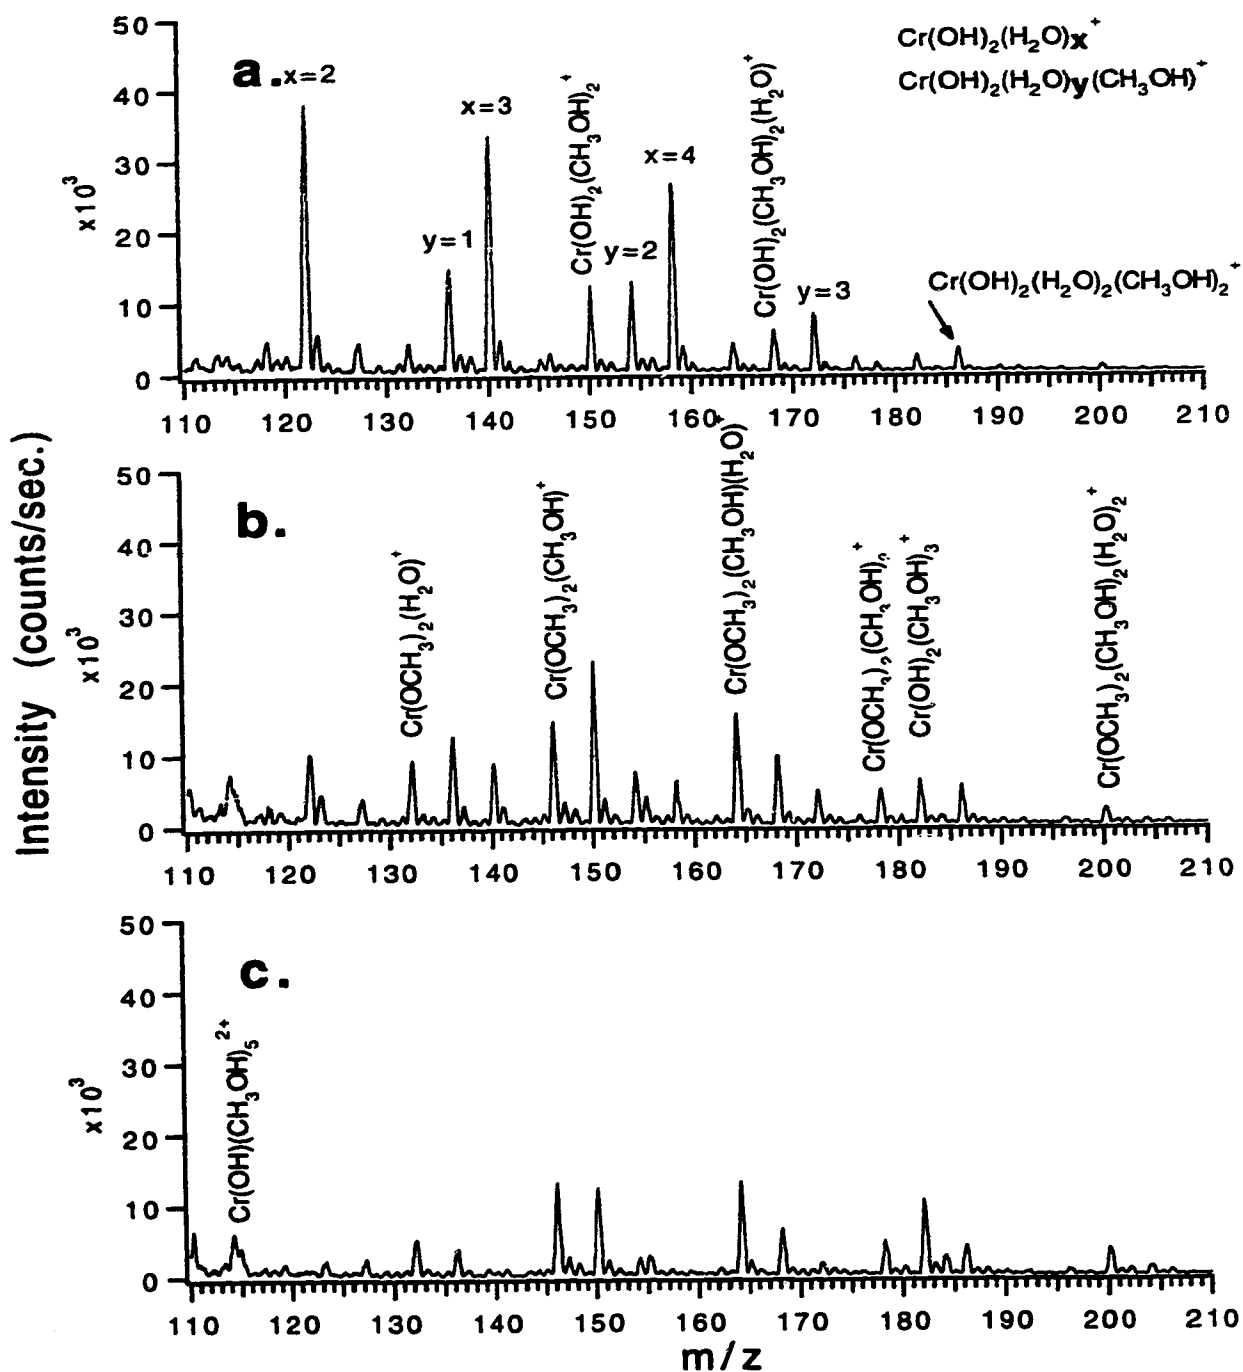 Intensity (counts/sec.)
a.
x10³
50
40
30
20
10
0
x=2
y=1
x=3
Cr(OH)₂(CH₃OH)₂⁺
y=2
x=4
Cr(OH)₂(CH₃OH)₂(H₂O)⁺
y=3
Cr(OH)₂(H₂O)x⁺
Cr(OH)₂(H₂O)y(CH₃OH)⁺
Cr(OH)₂(H₂O)₂(CH₃OH)₂⁺
110 120 130 140 150 160 170 180 190 200 210
b.
x10³
50
40
30
20
10
0
Cr(OCH₃)₂(H₂O)⁺
Cr(OCH₃)₂(CH₃OH)⁺
Cr(OCH₃)₂(CH₃OH)(H₂O)⁺
Cr(OCH₃)₂(CH₃OH)₂⁺
Cr(OH)₂(CH₃OH)₃⁺
Cr(OCH₃)₂(CH₃OH)₂(H₂O)₂⁺
110 120 130 140 150 160 170 180 190 200 210
c.
x10³
50
40
30
20
10
0
Cr(OH)(CH₃OH)₅²⁺
110 120 130 140 150 160 170 180 190 200 210
m/z